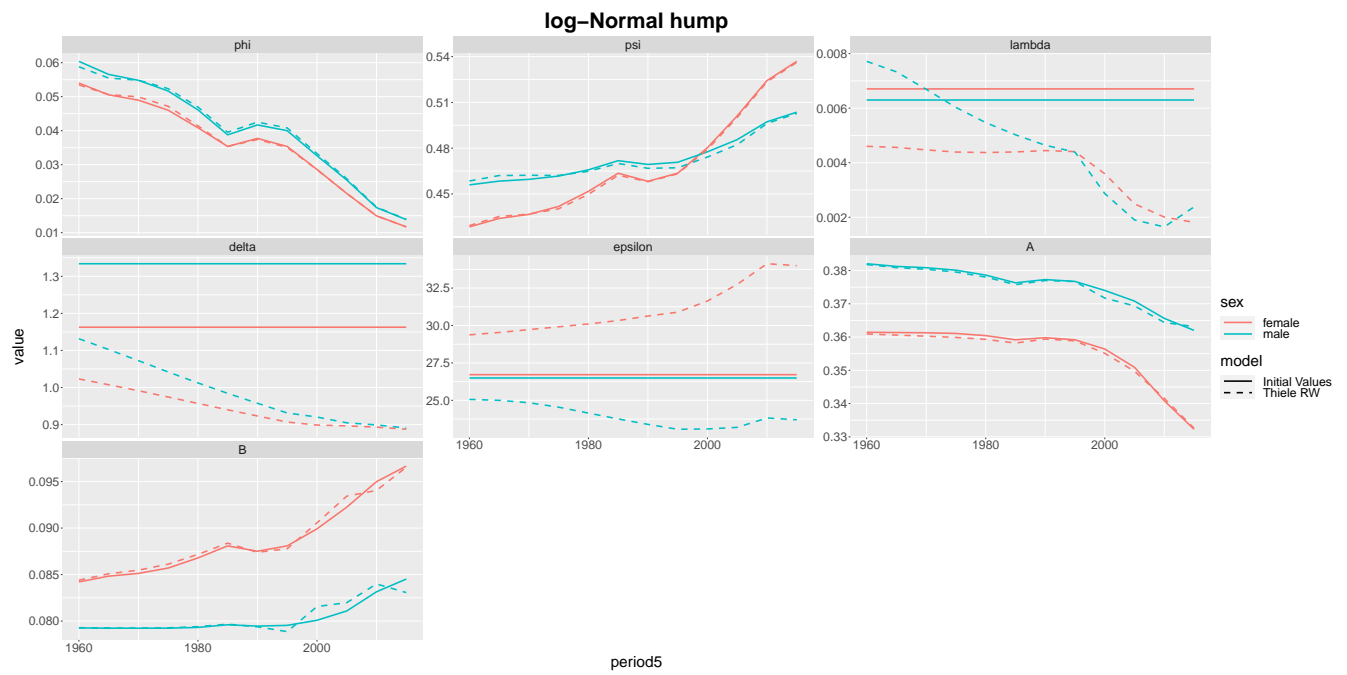 log−Normal hump
phi
psi
lambda
0.06
0.05
0.04
0.03
0.02
0.01
0.54
0.51
0.48
0.45
0.008
0.006
0.004
0.002
delta
epsilon
A
1.3
1.2
1.1
1.0
0.9
32.5
30.0
27.5
25.0
1960
1980
2000
0.38
0.37
0.36
0.35
0.34
0.33
1960
1980
2000
B
0.095
0.090
0.085
0.080
1960
1980
2000
value
period5
sex
female
male
model
Initial Values
Thiele RW